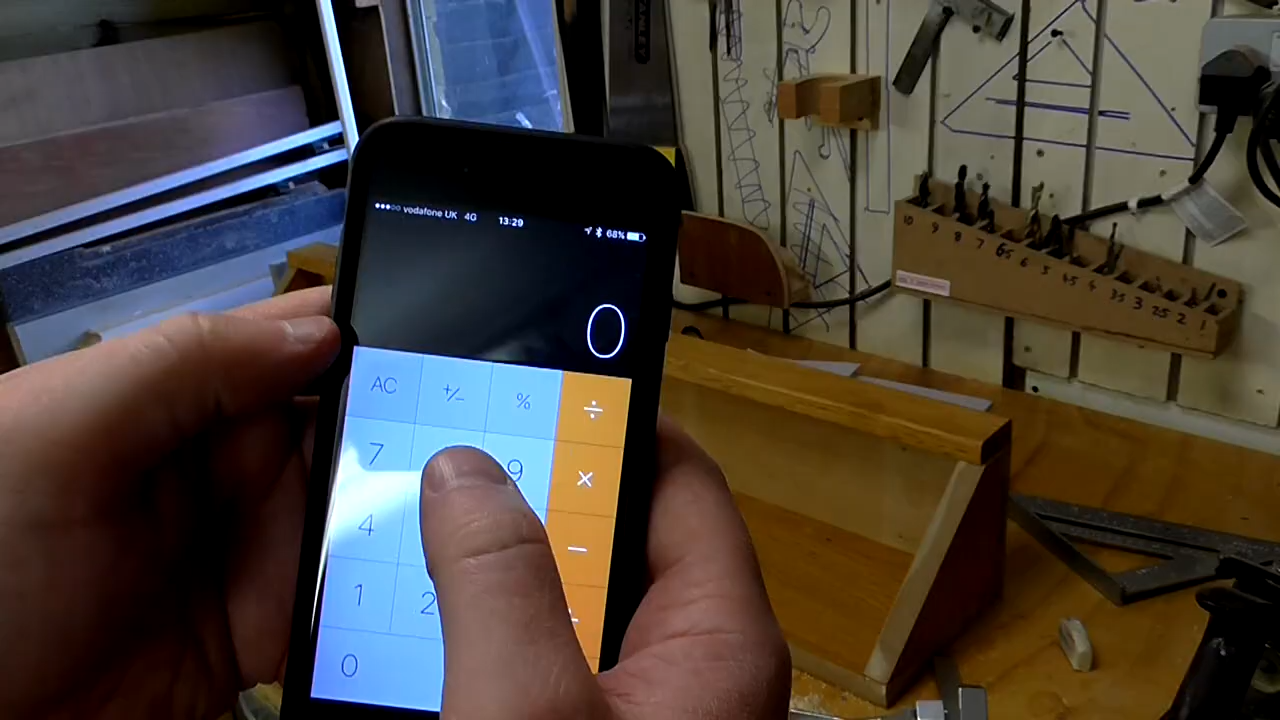 STANLEY
●●●○○ vodafone UK 4G 13:29 68%
0
AC +/- % ÷
7 9 ×
4 −
1 2
0
10 9 8 7 6.5 6 5 4.5 4 3.5 3 2.5 2 1